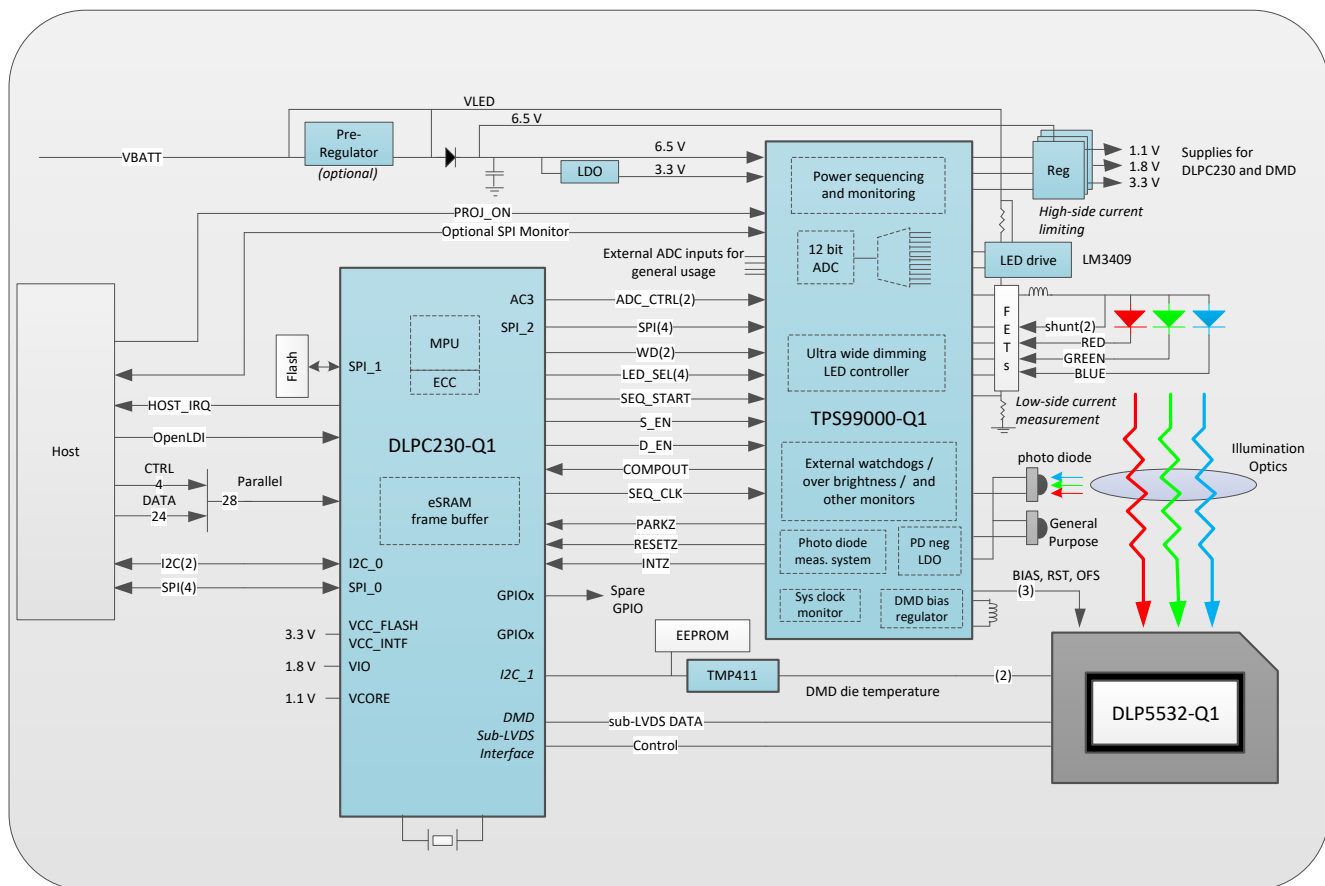 VLED
6.5 V
Pre-
Regulator
(optional)
VBATT
6.5 V
3.3 V
LDO
Power sequencing
and monitoring
Reg
1.1 V
1.8 V
3.3 V
Supplies for
DLPC230 and DMD
High-side current
limiting
PROJ_ON
Optional SPI Monitor
External ADC inputs for
general usage
12 bit
ADC
LED drive
LM3409
Host
Flash
SPI_1
AC3
SPI_2
MPU
ECC
ADC_CTRL(2)
SPI(4)
WD(2)
LED_SEL(4)
SEQ_START
S_EN
D_EN
COMPOUT
SEQ_CLK
PARKZ
RESETZ
INTZ
Ultra wide dimming
LED controller
FETs
shunt(2)
RED
GREEN
BLUE
Low-side current
measurement
HOST_IRQ
OpenLDI
CTRL
4
DATA
24
Parallel
28
DLPC230-Q1
TPS99000-Q1
eSRAM
frame buffer
External watchdogs /
over brightness / and
other monitors
photo diode
Illumination
Optics
General
Purpose
Photo diode
meas. system
PD neg
LDO
Sys clock
monitor
DMD bias
regulator
BIAS, RST, OFS
(3)
I2C(2)
SPI(4)
I2C_0
SPI_0
GPIOx
Spare
GPIO
GPIOx
3.3 V
VCC_FLASH
VCC_INTF
1.8 V
VIO
1.1 V
VCORE
I2C_1
EEPROM
TMP411
DMD die temperature
(2)
DMD
Sub-LVDS
Interface
sub-LVDS DATA
Control
DLP5532-Q1